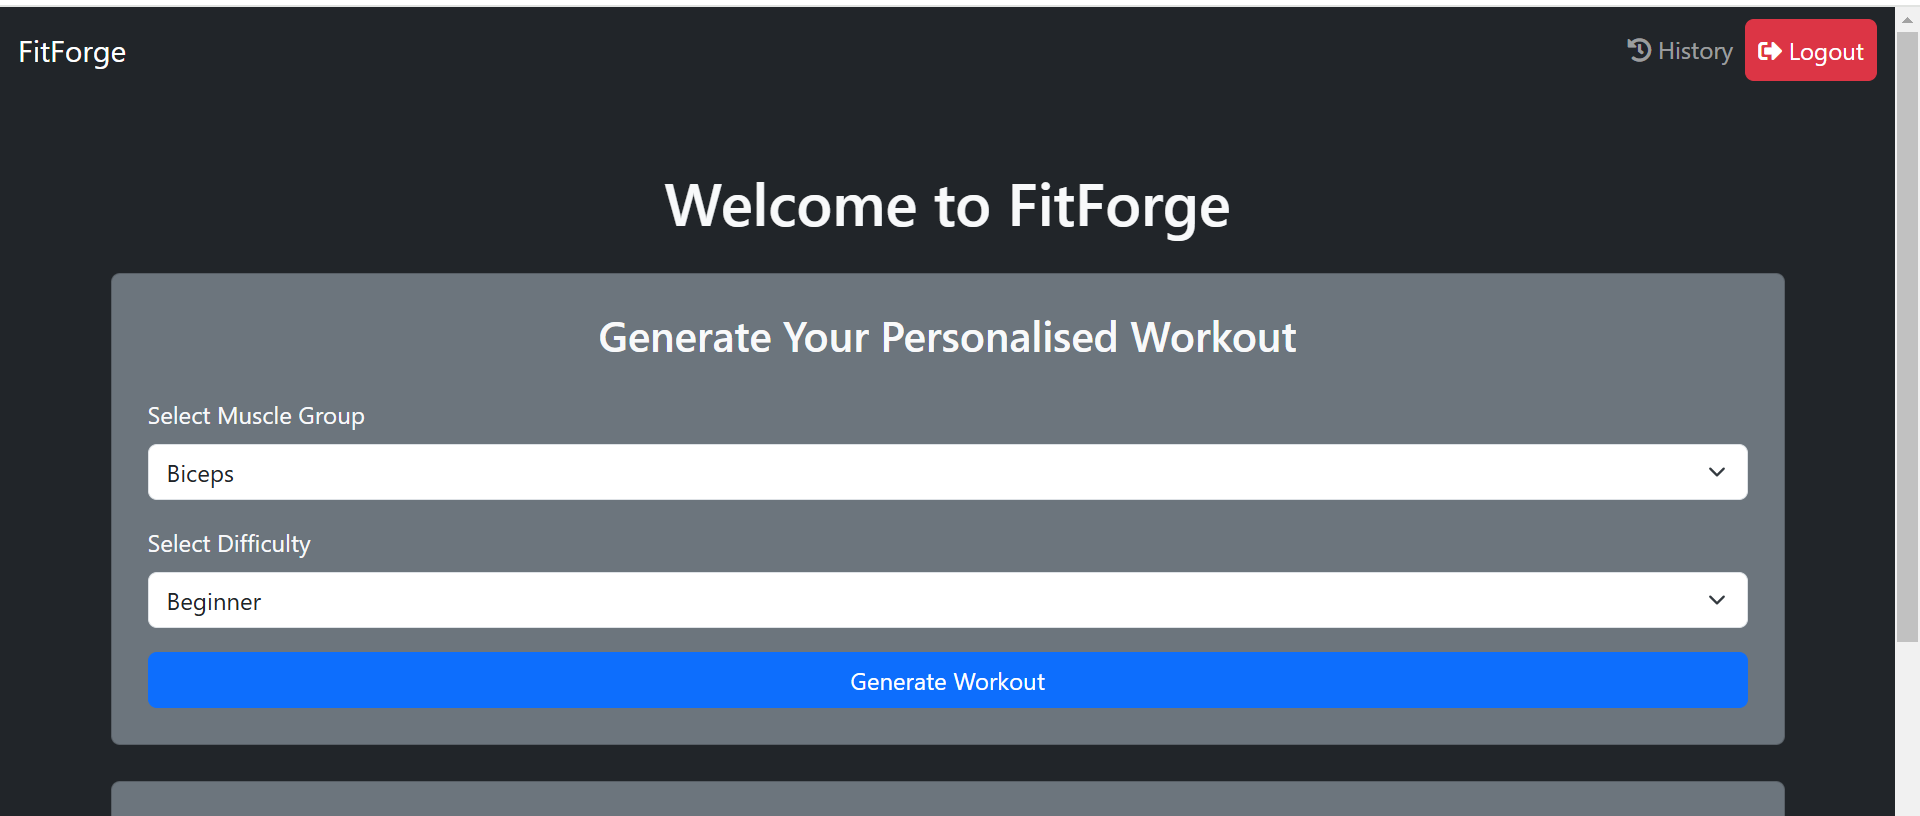 FitForge
History
Logout
Welcome to FitForge
Generate Your Personalised Workout
Select Muscle Group
Biceps
Select Difficulty
Beginner
Generate Workout